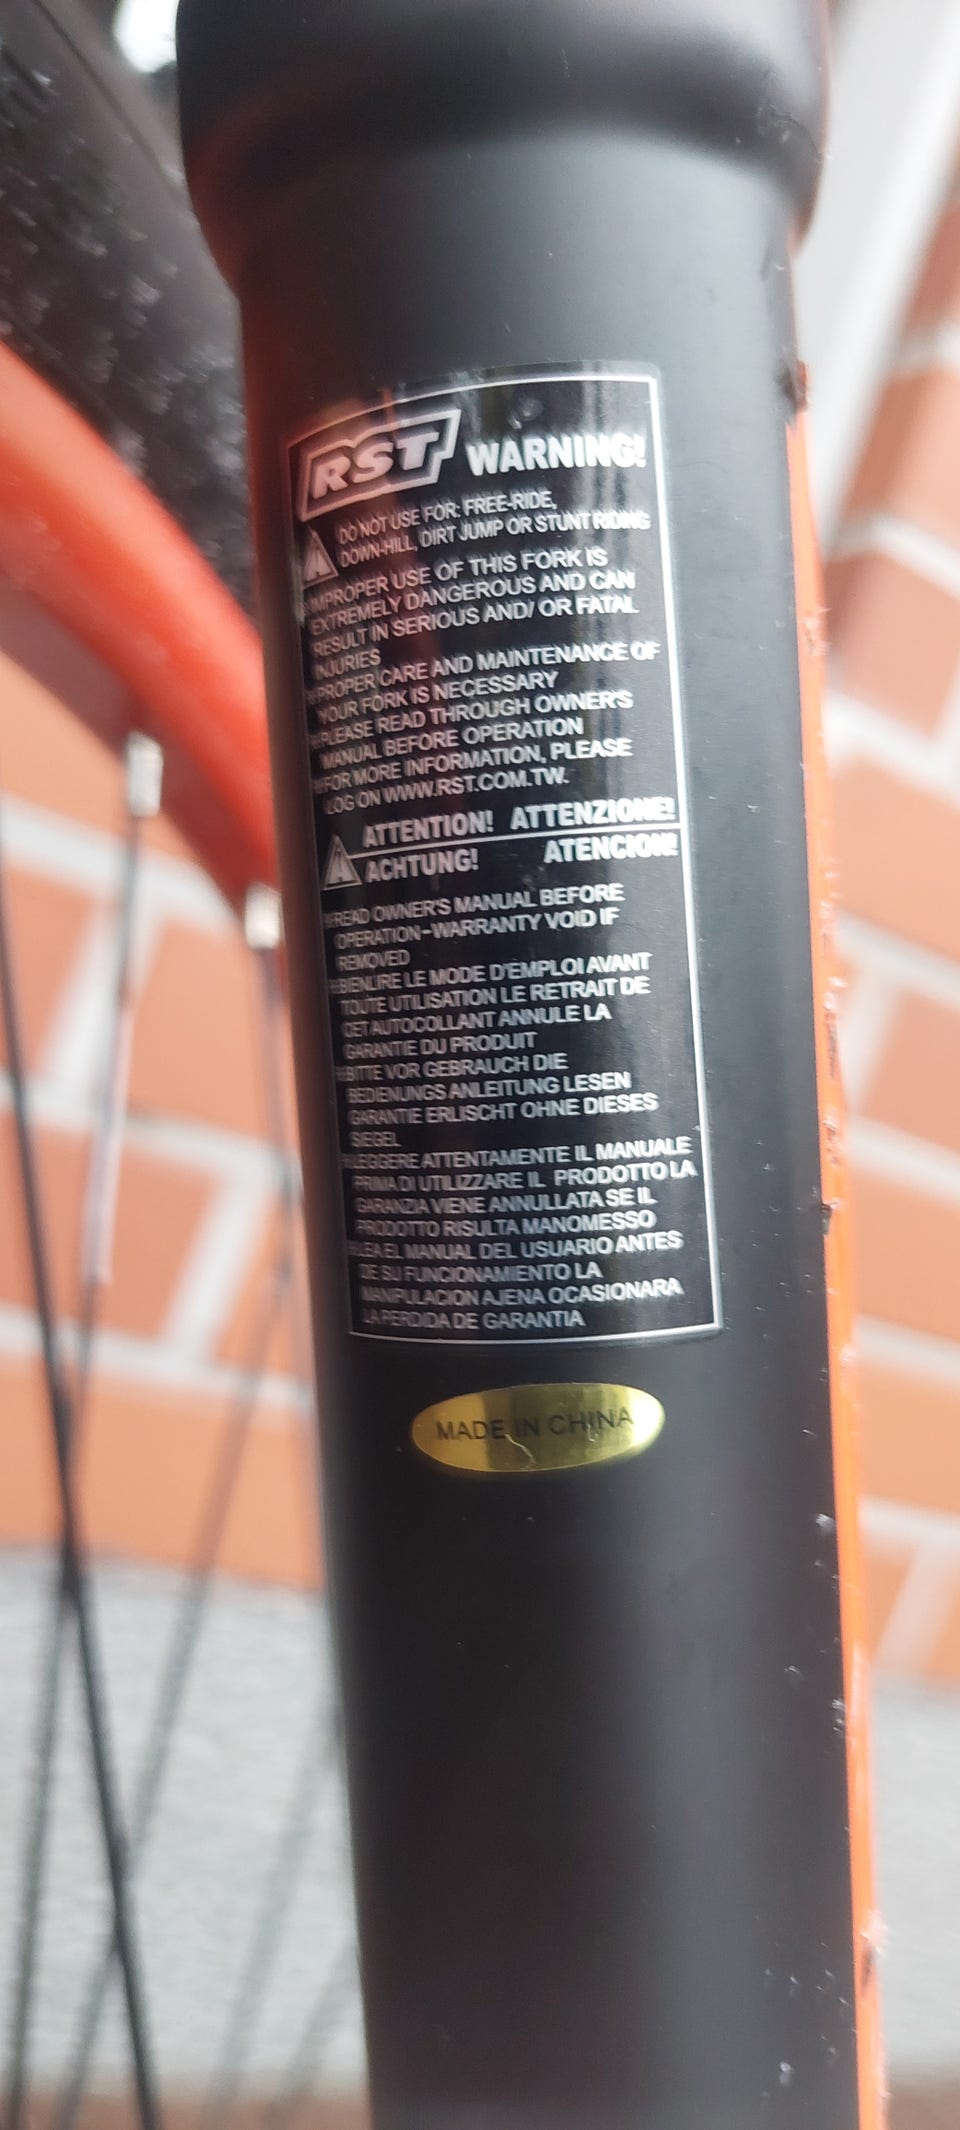 RST WARNING!
DO NOT USE FOR: FREE-RIDE,
DOWN-HILL, DIRT JUMP OR STUNT RIDING
IMPROPER USE OF THIS FORK IS
EXTREMELY DANGEROUS AND CAN
RESULT IN SERIOUS AND/ OR FATAL
INJURIES
PROPER CARE AND MAINTENANCE OF
YOUR FORK IS NECESSARY
PLEASE READ THROUGH OWNER'S
MANUAL BEFORE OPERATION
FOR MORE INFORMATION, PLEASE
LOG ON WWW.RST.COM.TW.
ATTENTION! ATTENZIONE!
ACHTUNG! ATENCION!
READ OWNER'S MANUAL BEFORE
OPERATION-WARRANTY VOID IF
REMOVED
BIENLIRE LE MODE D'EMPLOI AVANT
TOUTE UTILISATION LE RETRAIT DE
CET AUTOCOLLANT ANNULE LA
GARANTIE DU PRODUIT
BITTE VOR GEBRAUCH DIE
BEDIENUNGS ANLEITUNG LESEN
GARANTIE ERLISCHT OHNE DIESES
SIEGEL
LEGGERE ATTENTAMENTE IL MANUALE
PRIMA DI UTILIZZARE IL PRODOTTO LA
GARANZIA VIENE ANNULLATA SE IL
PRODOTTO RISULTA MANOMESSO
LEA EL MANUAL DEL USUARIO ANTES
DE SU FUNCIONAMIENTO LA
MANIPULACION AJENA OCASIONARA
LA PERDIDA DE GARANTIA
MADE IN CHINA